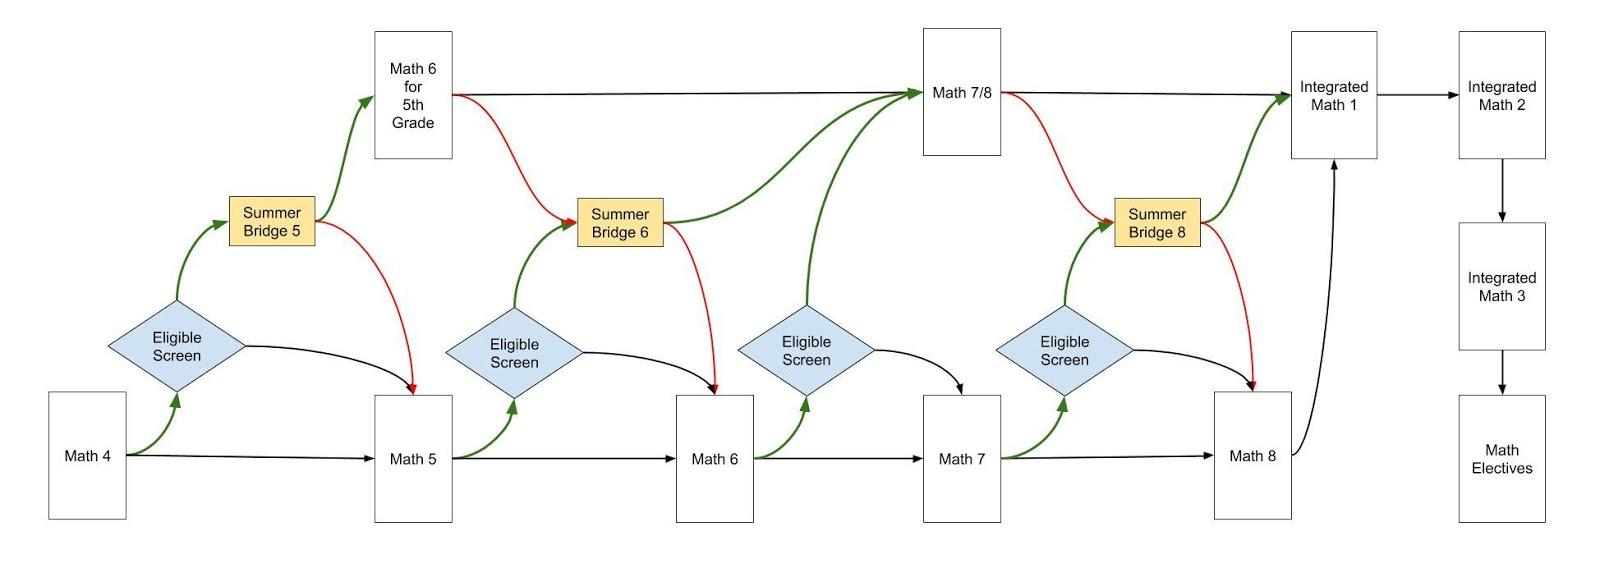 Math 6
for
5th
Grade
Math 7/8
Integrated
Math 1
Integrated
Math 2
Summer
Bridge 5
Summer
Bridge 6
Summer
Bridge 8
Integrated
Math 3
Eligible
Screen
Eligible
Screen
Eligible
Screen
Eligible
Screen
Math 4
Math 5
Math 6
Math 7
Math 8
Math
Electives